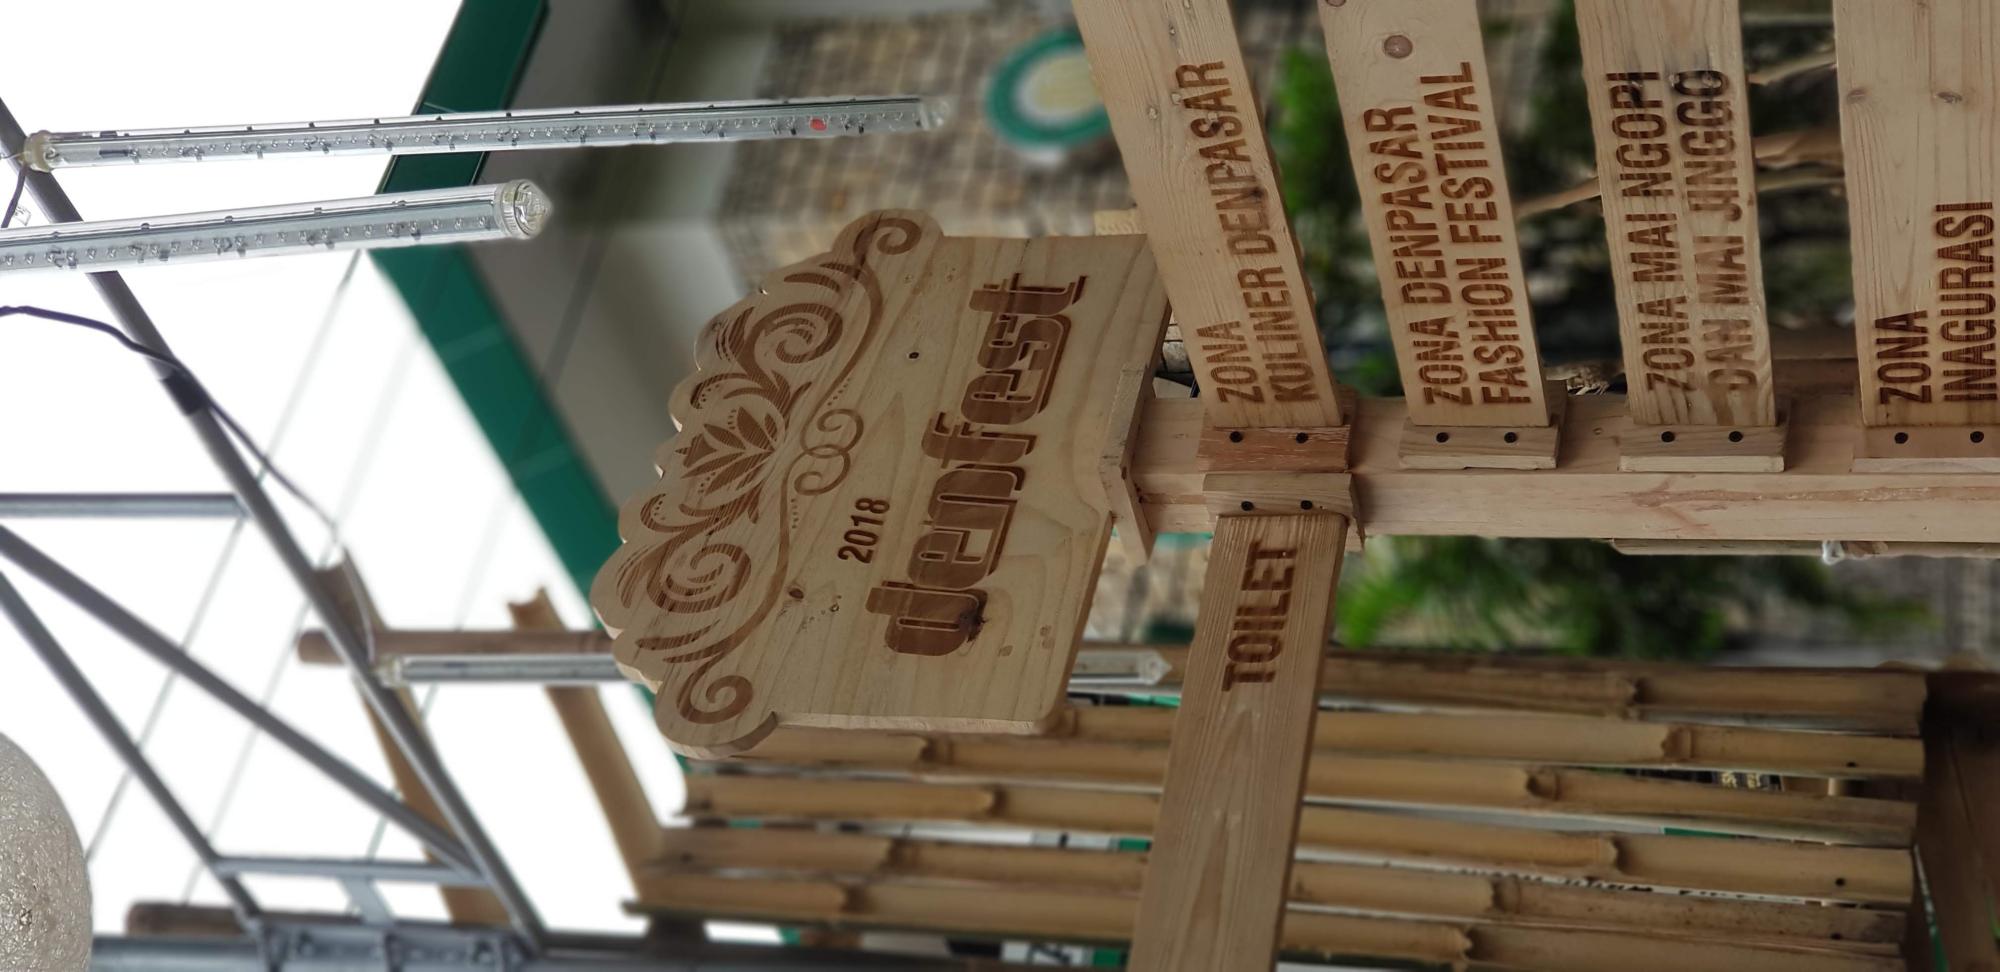 2018
denfest
ZONA
KULINER DENPASAR
TOILET
ZONA DENPASAR
FASHION FESTIVAL
ZONA MAI NGOPI
DAN MAI JINGGO
ZONA
INAGURASI